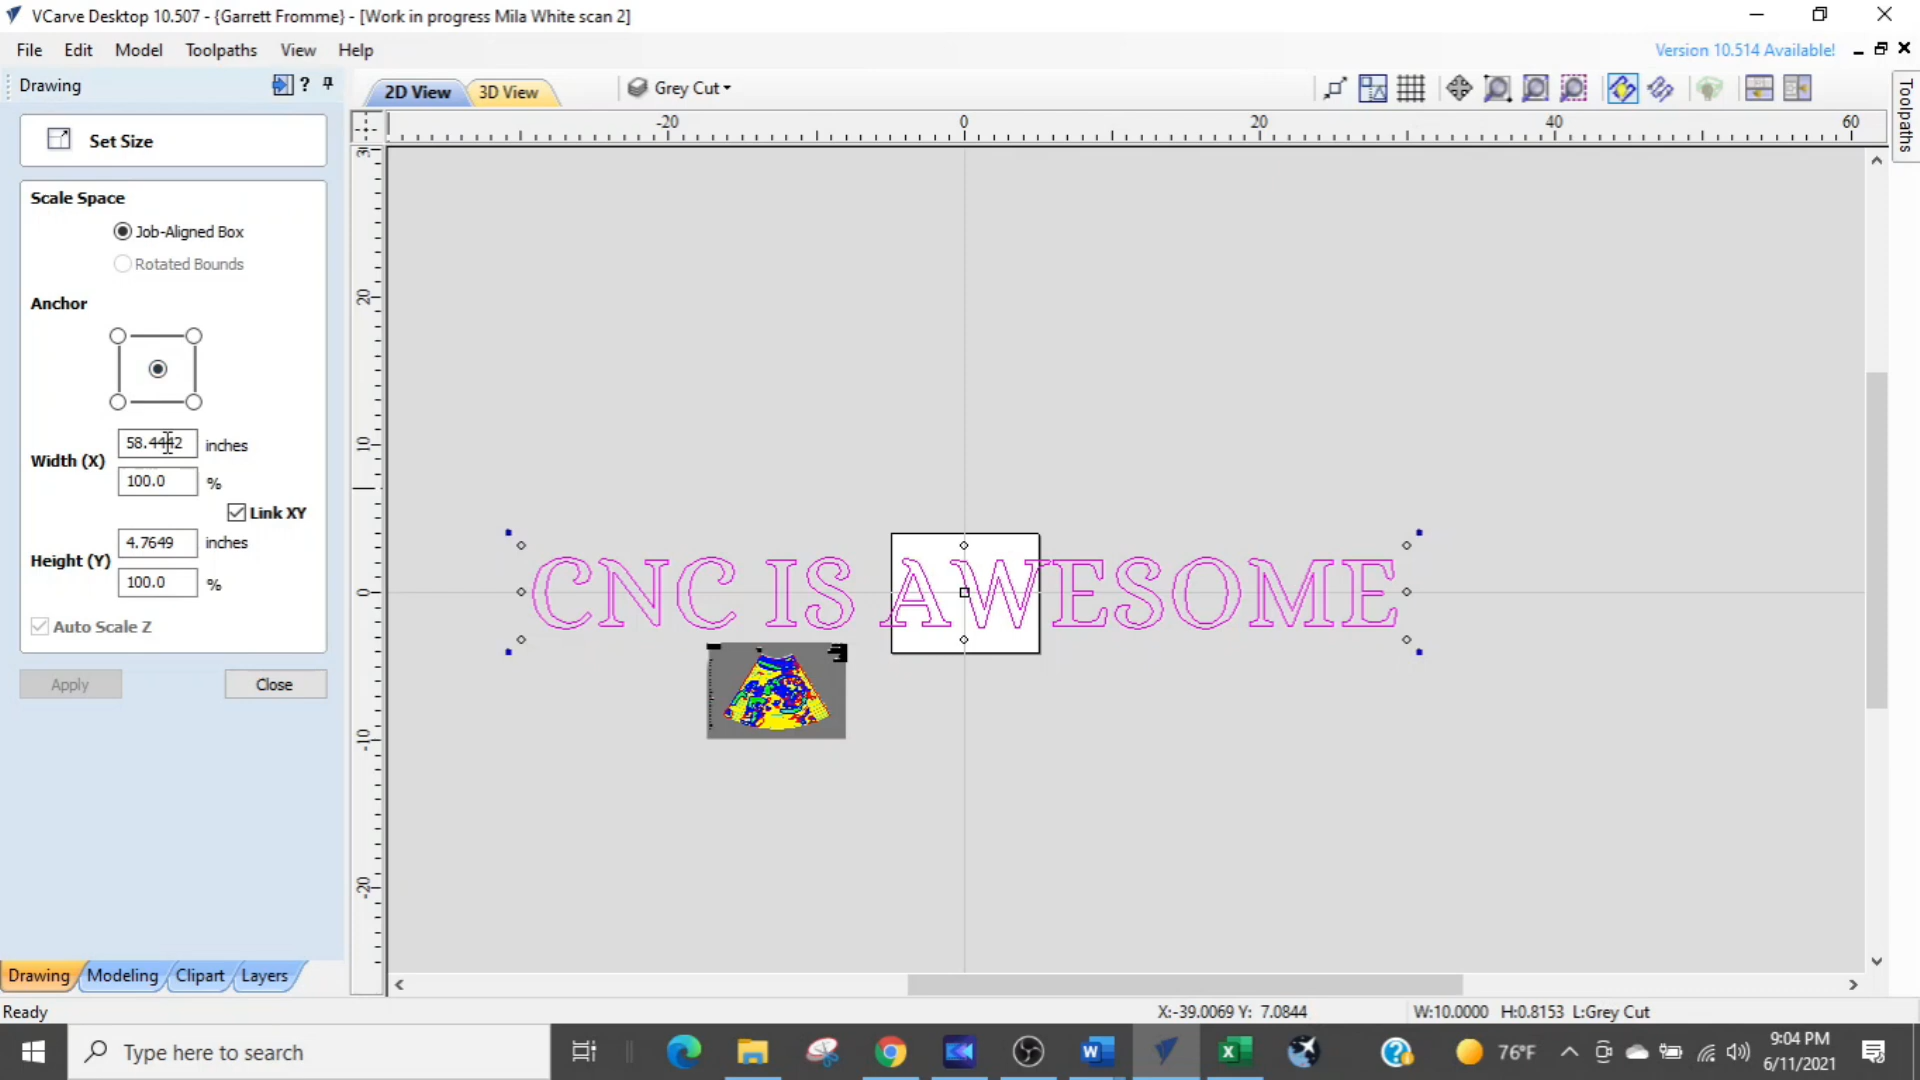 VCarve Desktop 10.507 - {Garrett Fromme} - [Work in progress Mila White scan 2]
File Edit Model Toolpaths View Help
Version 10.514 Available!
Drawing
?
2D View
3D View
Grey Cut
Toolpaths
-20 0 20 40 60
Set Size
Scale Space
Job-Aligned Box
Rotated Bounds
Anchor
Width (X)
58.4442 inches
100.0 %
Link XY
Height (Y)
4.7649 inches
100.0 %
Auto Scale Z
Apply
Close
20
10
0
-10
-20
CNC IS AWESOME
Drawing Modeling Clipart Layers
Ready
X:-39.0069 Y: 7.0844
W:10.0000 H:0.8153 L:Grey Cut
Type here to search
76°F
9:04 PM
6/11/2021